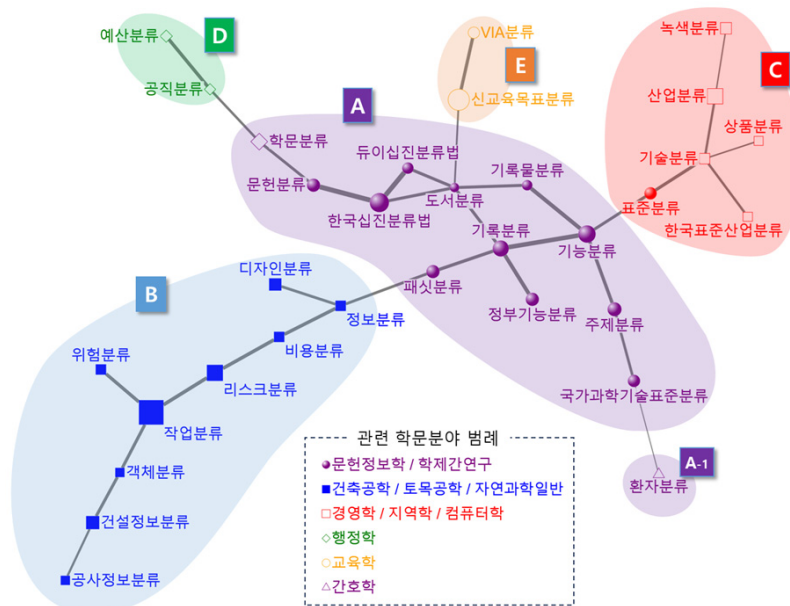 예산분류
D
공직분류
VIA분류
E
신교육목표분류
녹색분류
C
산업분류
상품분류
기술분류
표준분류
한국표준산업분류
A
학문분류
듀이십진분류법
기록물분류
문헌분류
도서분류
한국십진분류법
기록분류
기능분류
패싯분류
정부기능분류
주제분류
국가과학기술표준분류
A-1
환자분류
B
디자인분류
정보분류
비용분류
위험분류
리스크분류
작업분류
객체분류
건설정보분류
공사정보분류
관련 학문분야 범례
문헌정보학 / 학제간연구
건축공학 / 토목공학 / 자연과학일반
경영학 / 지역학 / 컴퓨터학
행정학
교육학
간호학